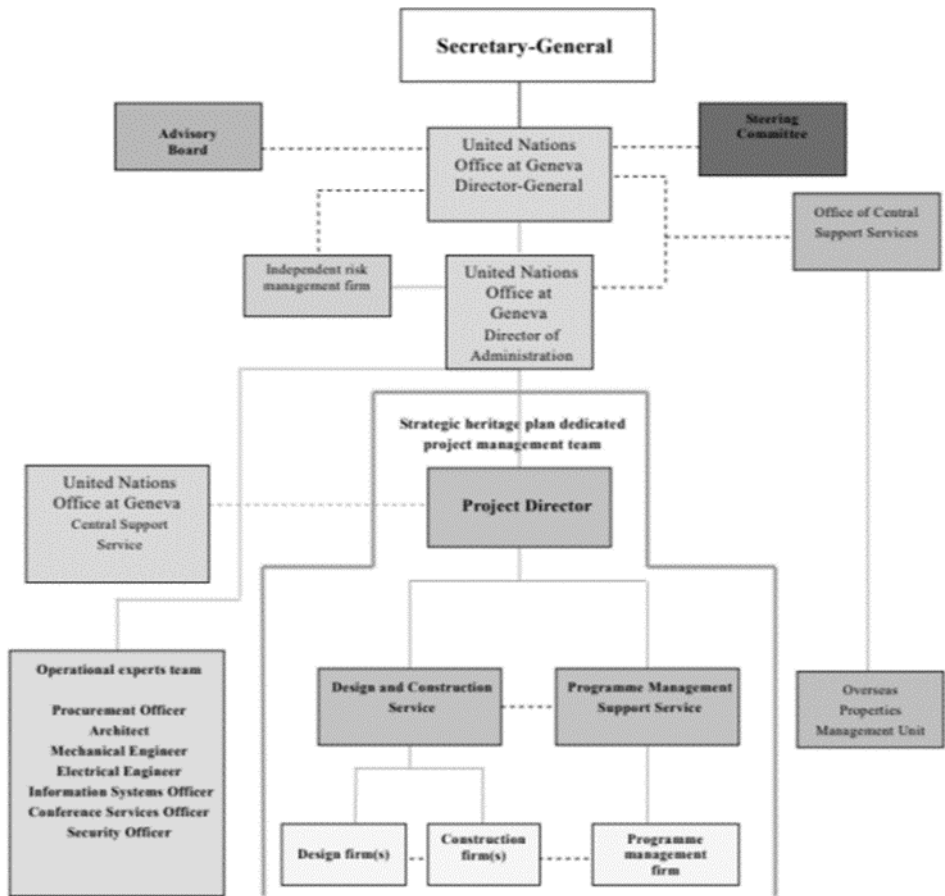 Secretary-General
Advisory
Board
Steering
Committee
United Nations
Office at Geneva
Director-General
Office of Central
Support Services
Independent risk
management firm
United Nations
Office at
Geneva
Director of
Administration
Strategic heritage plan dedicated
project management team
United Nations
Office at Geneva
Central Support
Service
Project Director
Operational experts team
Procurement Officer
Architect
Mechanical Engineer
Electrical Engineer
Information Systems Officer
Conference Services Officer
Security Officer
Design and Construction
Service
Programme Management
Support Service
Overseas
Properties
Management Unit
Design firm(s)
Construction
firm(s)
Programme
management
firm